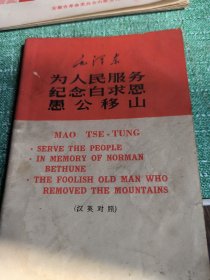 毛泽东
为人民服务
纪念白求恩
愚公移山
MAO TSE-TUNG
· SERVE THE PEOPLE
· IN MEMORY OF NORMAN
BETHUNE
· THE FOOLISH OLD MAN WHO
REMOVED THE MOUNTAINS
(汉英对照)